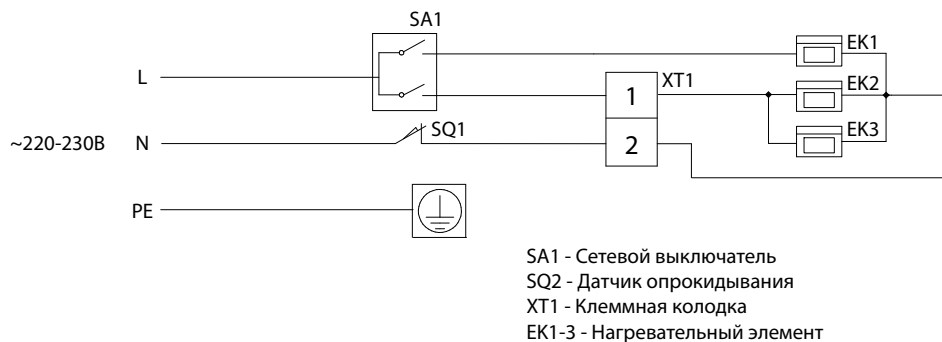 SA1
EK1
L
1
XT1
EK2
~220-230В
N
SQ1
2
EK3
PE
SA1 - Сетевой выключатель
SQ2 - Датчик опрокидывания
XT1 - Клеммная колодка
EK1-3 - Нагревательный элемент